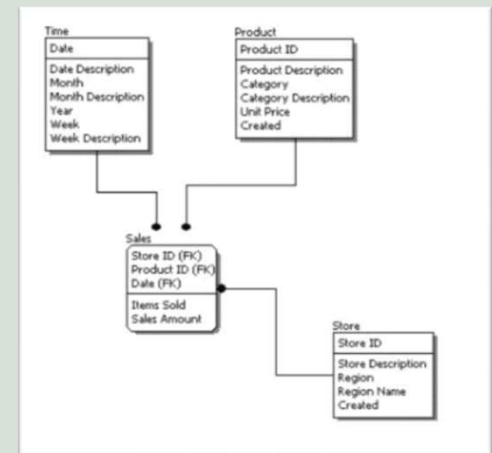 Time
Date
Date Description
Month
Month Description
Year
Week
Week Description
Product
Product ID
Product Description
Category
Category Description
Unit Price
Created
Sales
Store ID (FK)
Product ID (FK)
Date (FK)
Items Sold
Sales Amount
Store
Store ID
Store Description
Region
Region Name
Created